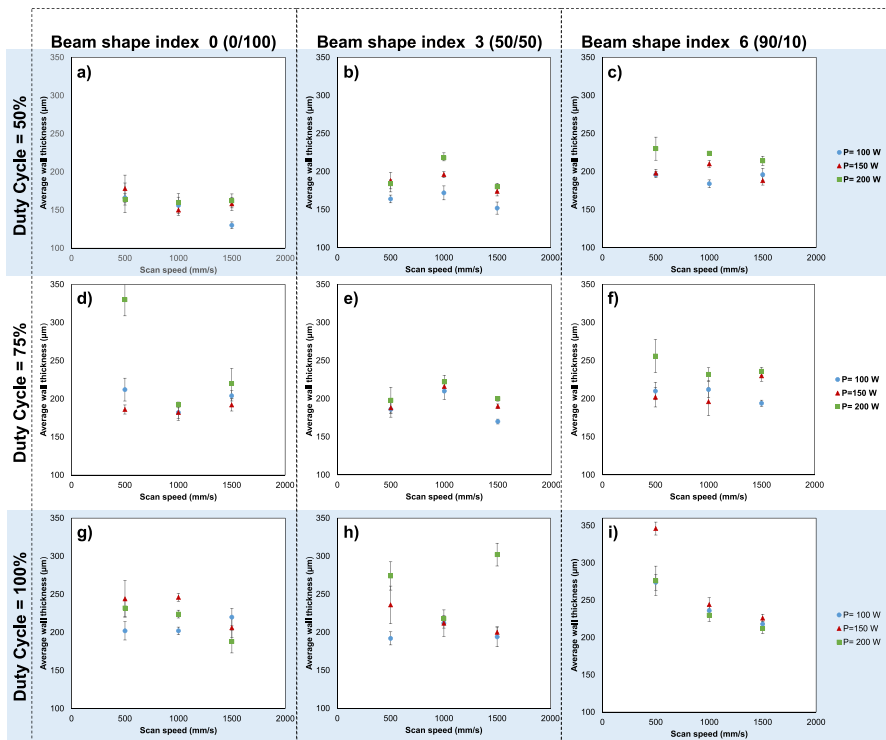 Beam shape index 0 (0/100)
Beam shape index 3 (50/50)
Beam shape index 6 (90/10)
Duty Cycle = 50%
a)
Average wall thickness (µm)
350
300
250
200
150
100
0
500
1000
1500
2000
Scan speed (mm/s)
b)
Average wall thickness (µm)
350
300
250
200
150
100
0
500
1000
1500
2000
Scan speed (mm/s)
c)
Average wall thickness (µm)
350
300
250
200
150
100
0
500
1000
1500
2000
Scan speed (mm/s)
P= 100 W
P=150 W
P= 200 W
Duty Cycle = 75%
d)
Average wall thickness (µm)
350
300
250
200
150
100
0
500
1000
1500
2000
Scan speed (mm/s)
e)
Average wall thickness (µm)
350
300
250
200
150
100
0
500
1000
1500
2000
Scan speed (mm/s)
f)
Average wall thickness (µm)
350
300
250
200
150
100
0
500
1000
1500
2000
Scan speed (mm/s)
P= 100 W
P=150 W
P= 200 W
Duty Cycle = 100%
g)
Average wall thickness (µm)
350
300
250
200
150
100
0
500
1000
1500
2000
Scan speed (mm/s)
h)
Average wall thickness (µm)
350
300
250
200
150
100
0
500
1000
1500
2000
Scan speed (mm/s)
i)
Average wall thickness (µm)
350
300
250
200
150
100
0
500
1000
1500
2000
Scan speed (mm/s)
P= 100 W
P=150 W
P= 200 W